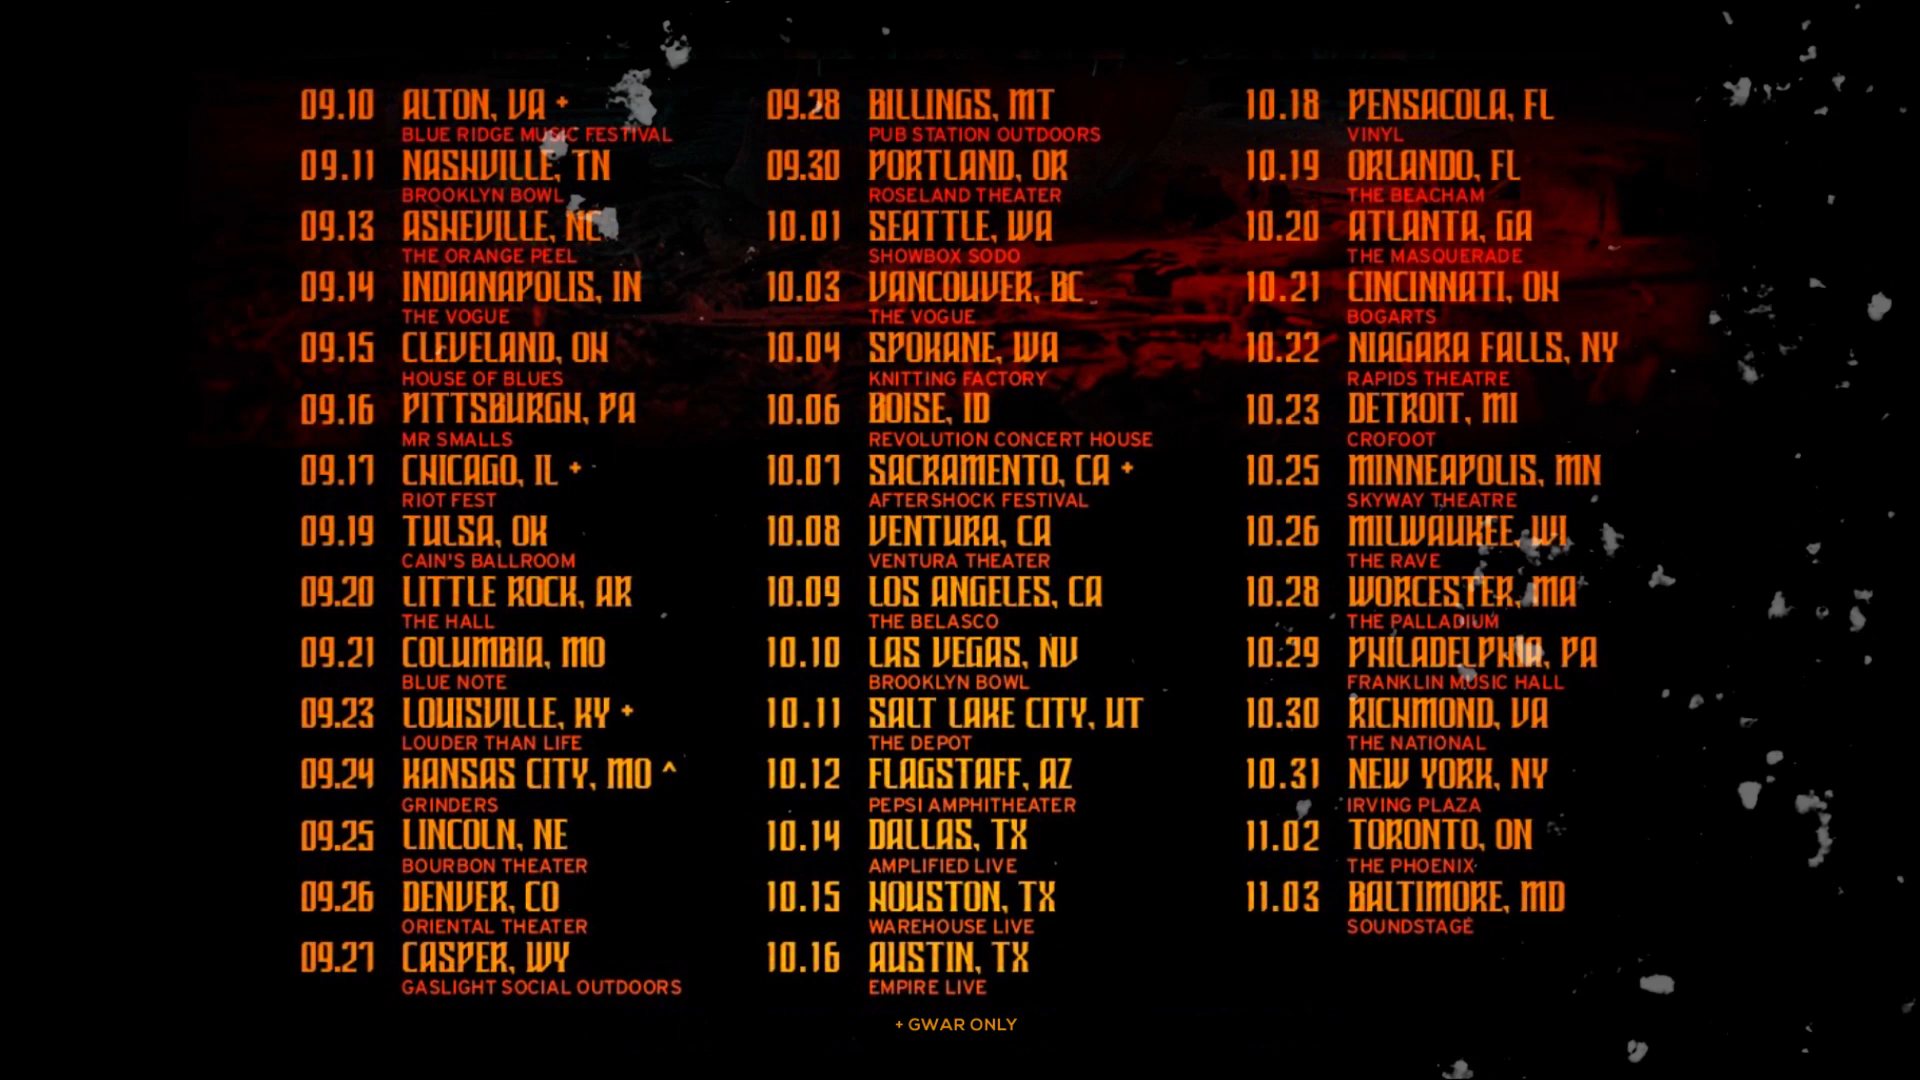 09.10 ALTON, VA +
BLUE RIDGE MUSIC FESTIVAL
09.11 NASHVILLE, TN
BROOKLYN BOWL
09.13 ASHEVILLE, NC
THE ORANGE PEEL
09.14 INDIANAPOLIS, IN
THE VOGUE
09.15 CLEVELAND, OH
HOUSE OF BLUES
09.16 PITTSBURGH, PA
MR SMALLS
09.17 CHICAGO, IL +
RIOT FEST
09.19 TULSA, OK
CAIN'S BALLROOM
09.20 LITTLE ROCK, AR
THE HALL
09.21 COLUMBIA, MO
BLUE NOTE
09.23 LOUISVILLE, KY +
LOUDER THAN LIFE
09.24 KANSAS CITY, MO ^
GRINDERS
09.25 LINCOLN, NE
BOURBON THEATER
09.26 DENVER, CO
ORIENTAL THEATER
09.27 CASPER, WY
GASLIGHT SOCIAL OUTDOORS
09.28 BILLINGS, MT
PUB STATION OUTDOORS
09.30 PORTLAND, OR
ROSELAND THEATER
10.01 SEATTLE, WA
SHOWBOX SODO
10.03 VANCOUVER, BC
THE VOGUE
10.04 SPOKANE, WA
KNITTING FACTORY
10.06 BOISE, ID
REVOLUTION CONCERT HOUSE
10.07 SACRAMENTO, CA +
AFTERSHOCK FESTIVAL
10.08 VENTURA, CA
VENTURA THEATER
10.09 LOS ANGELES, CA
THE BELASCO
10.10 LAS VEGAS, NV
BROOKLYN BOWL
10.11 SALT LAKE CITY, UT
THE DEPOT
10.12 FLAGSTAFF, AZ
PEPSI AMPHITHEATER
10.14 DALLAS, TX
AMPLIFIED LIVE
10.15 HOUSTON, TX
WAREHOUSE LIVE
10.16 AUSTIN, TX
EMPIRE LIVE
10.18 PENSACOLA, FL
VINYL
10.19 ORLANDO, FL
THE BEACHAM
10.20 ATLANTA, GA
THE MASQUERADE
10.21 CINCINNATI, OH
BOGARTS
10.22 NIAGARA FALLS, NY
RAPIDS THEATRE
10.23 DETROIT, MI
CROFOOT
10.25 MINNEAPOLIS, MN
SKYWAY THEATRE
10.26 MILWAUKEE, WI
THE RAVE
10.28 WORCESTER, MA
THE PALLADIUM
10.29 PHILADELPHIA, PA
FRANKLIN MUSIC HALL
10.30 RICHMOND, VA
THE NATIONAL
10.31 NEW YORK, NY
IRVING PLAZA
11.02 TORONTO, ON
THE PHOENIX
11.03 BALTIMORE, MD
SOUNDSTAGE
+ GWAR ONLY